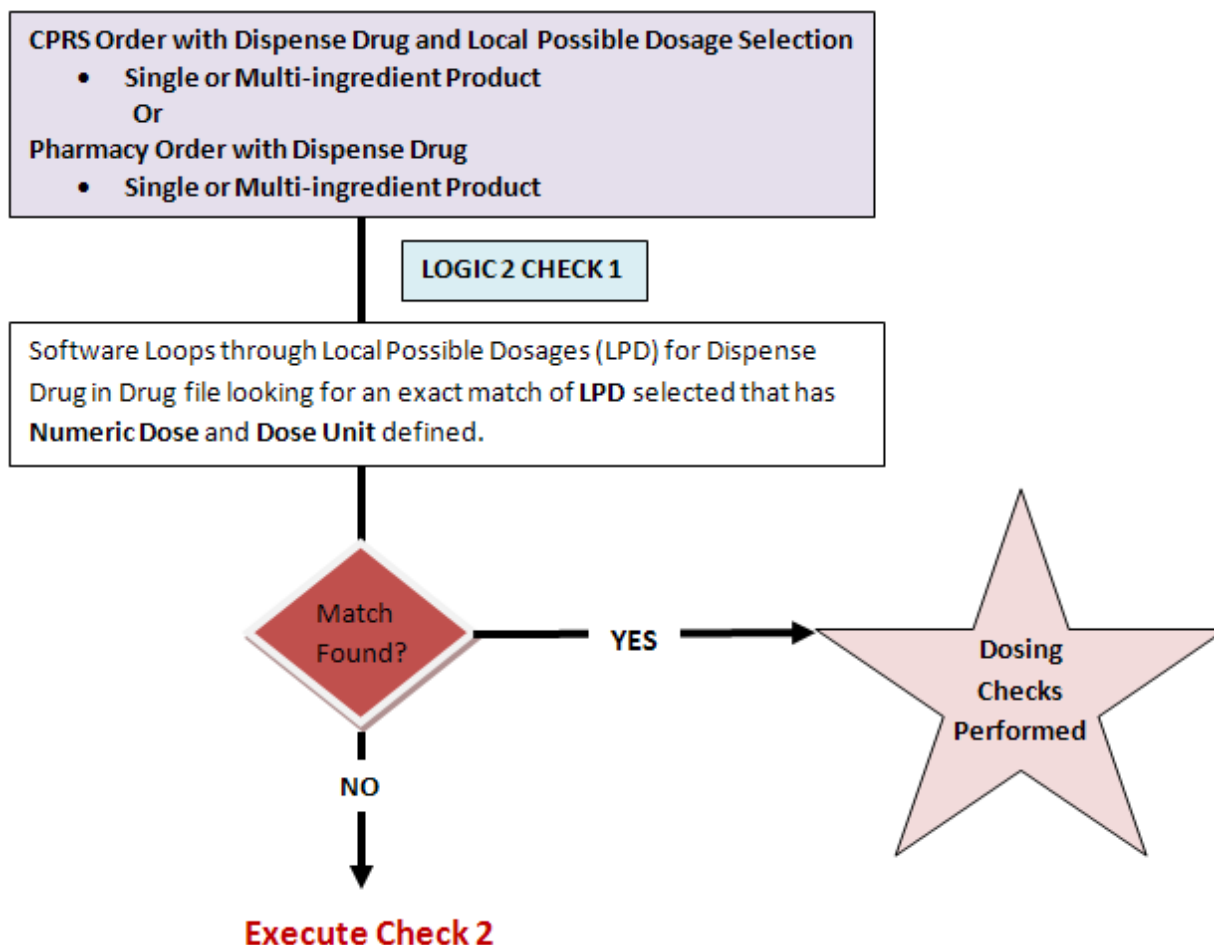 CPRS Order with Dispense Drug and Local Possible Dosage Selection
• Single or Multi-ingredient Product
Or
Pharmacy Order with Dispense Drug
• Single or Multi-ingredient Product
LOGIC 2 CHECK 1
Software Loops through Local Possible Dosages (LPD) for Dispense
Drug in Drug file looking for an exact match of LPD selected that has
Numeric Dose and Dose Unit defined.
Match
Found?
YES
Dosing
Checks
Performed
NO
Execute Check 2